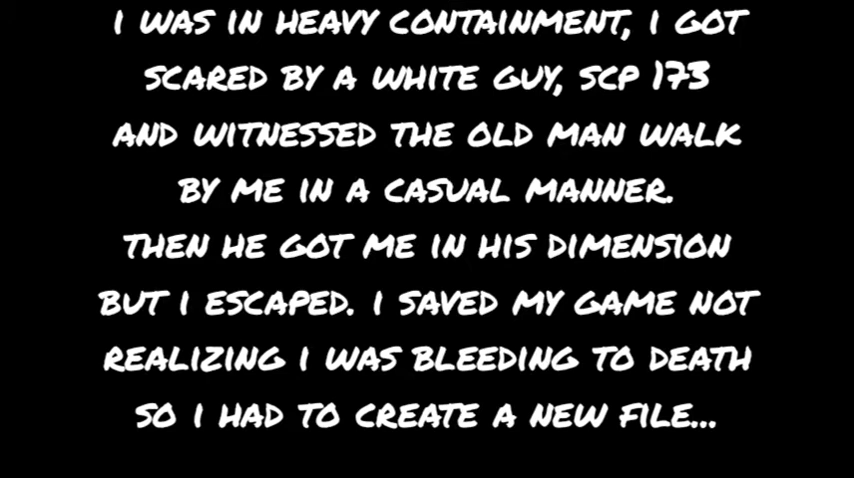 I WAS IN HEAVY CONTAINMENT, I GOT
SCARED BY A WHITE GUY, SCP 173
AND WITNESSED THE OLD MAN WALK
BY ME IN A CASUAL MANNER.
THEN HE GOT ME IN HIS DIMENSION
BUT I ESCAPED. I SAVED MY GAME NOT
REALIZING I WAS BLEEDING TO DEATH
SO I HAD TO CREATE A NEW FILE...